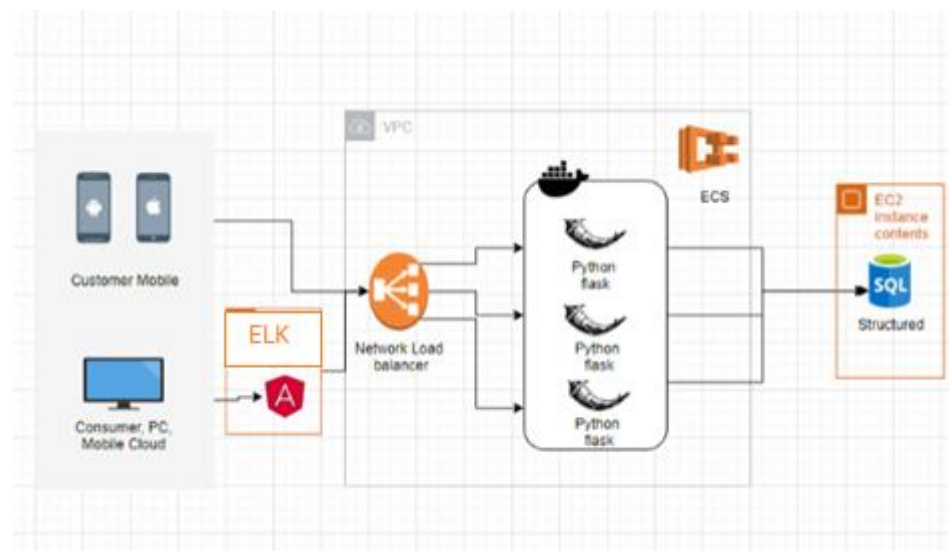 VPC
ECS
EC2
instance
contents
SQL
Structured
Customer Mobile
ELK
A
Network Load
balancer
Consumer, PC,
Mobile Cloud
Python
flask
Python
flask
Python
flask